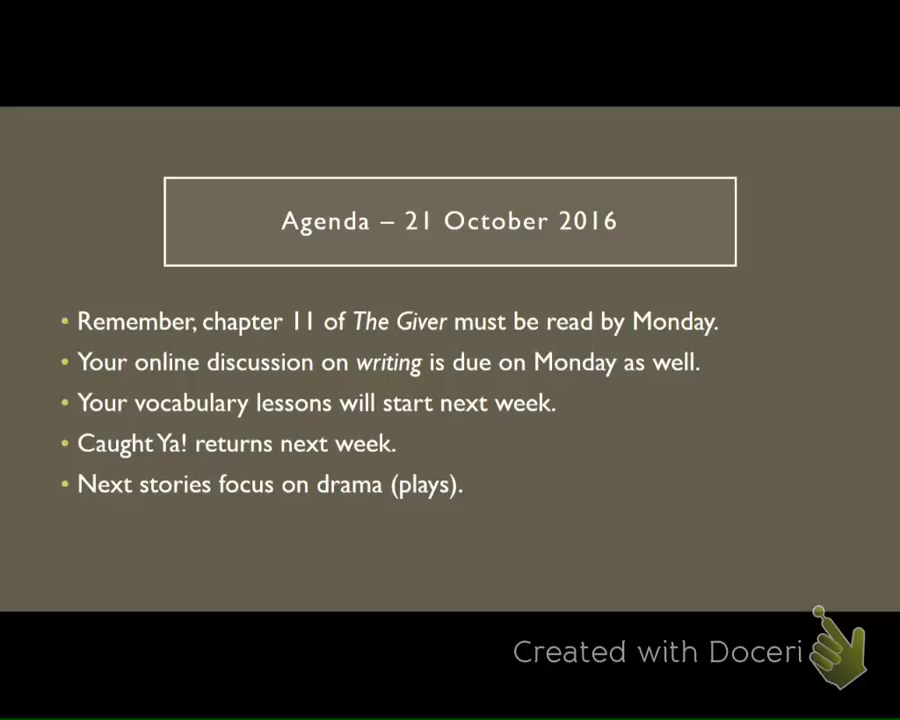 Agenda – 21 October 2016
• Remember, chapter 11 of The Giver must be read by Monday.
• Your online discussion on writing is due on Monday as well.
• Your vocabulary lessons will start next week.
• Caught Ya! returns next week.
• Next stories focus on drama (plays).
Created with Doceri